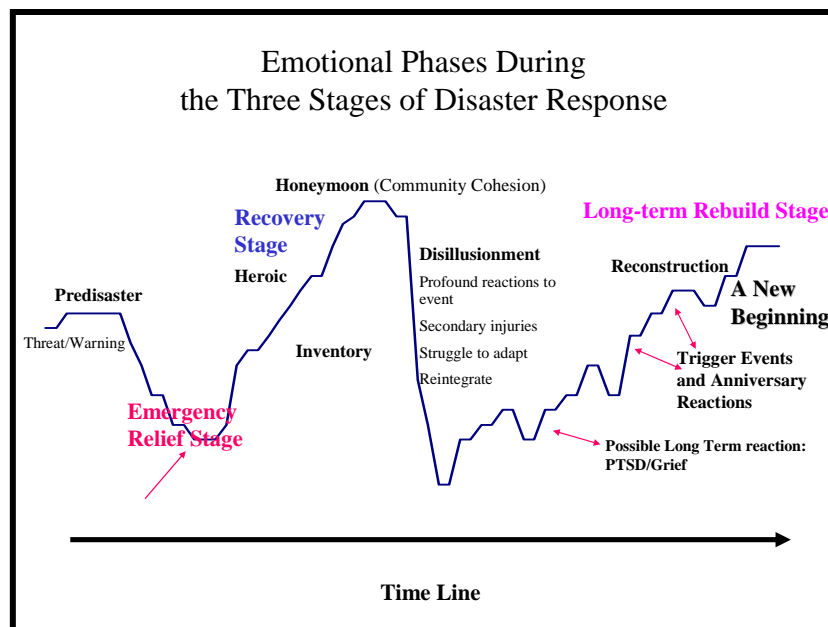 Emotional Phases During
the Three Stages of Disaster Response
Honeymoon (Community Cohesion)
Recovery
Stage
Long-term Rebuild Stage
Heroic
Disillusionment
Profound reactions to
event
Secondary injuries
Struggle to adapt
Reintegrate
Reconstruction
A New
Beginning
Predisaster
Threat/Warning
Inventory
Trigger Events
and Anniversary
Reactions
Emergency
Relief Stage
Possible Long Term reaction:
PTSD/Grief
Time Line